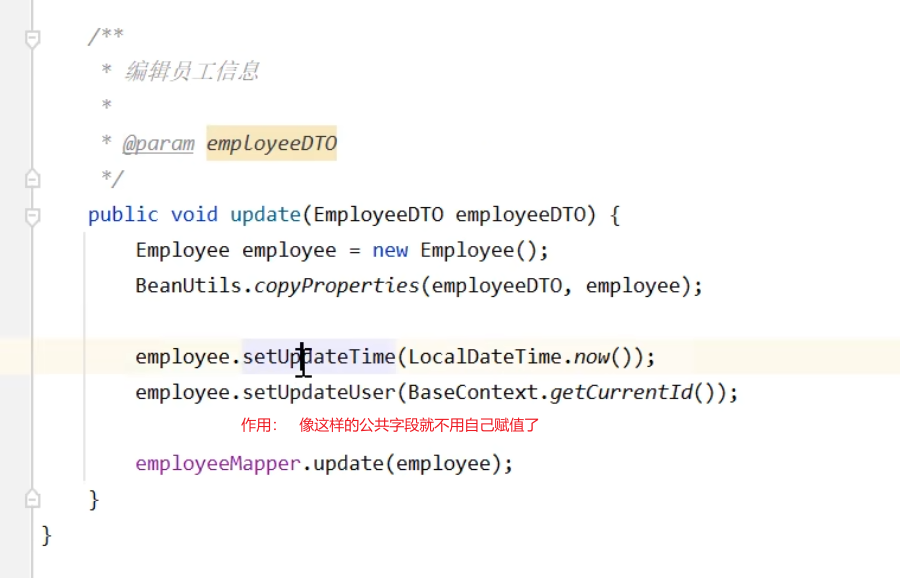 /**
 * 编辑员工信息
 *
 * @param employeeDTO
 */
public void update(EmployeeDTO employeeDTO) {
    Employee employee = new Employee();
    BeanUtils.copyProperties(employeeDTO, employee);
    employee.setUpdateTime(LocalDateTime.now());
    employee.setUpdateUser(BaseContext.getCurrentId());
作用： 像这样的公共字段就不用自己赋值了
    employeeMapper.update(employee);
}
}